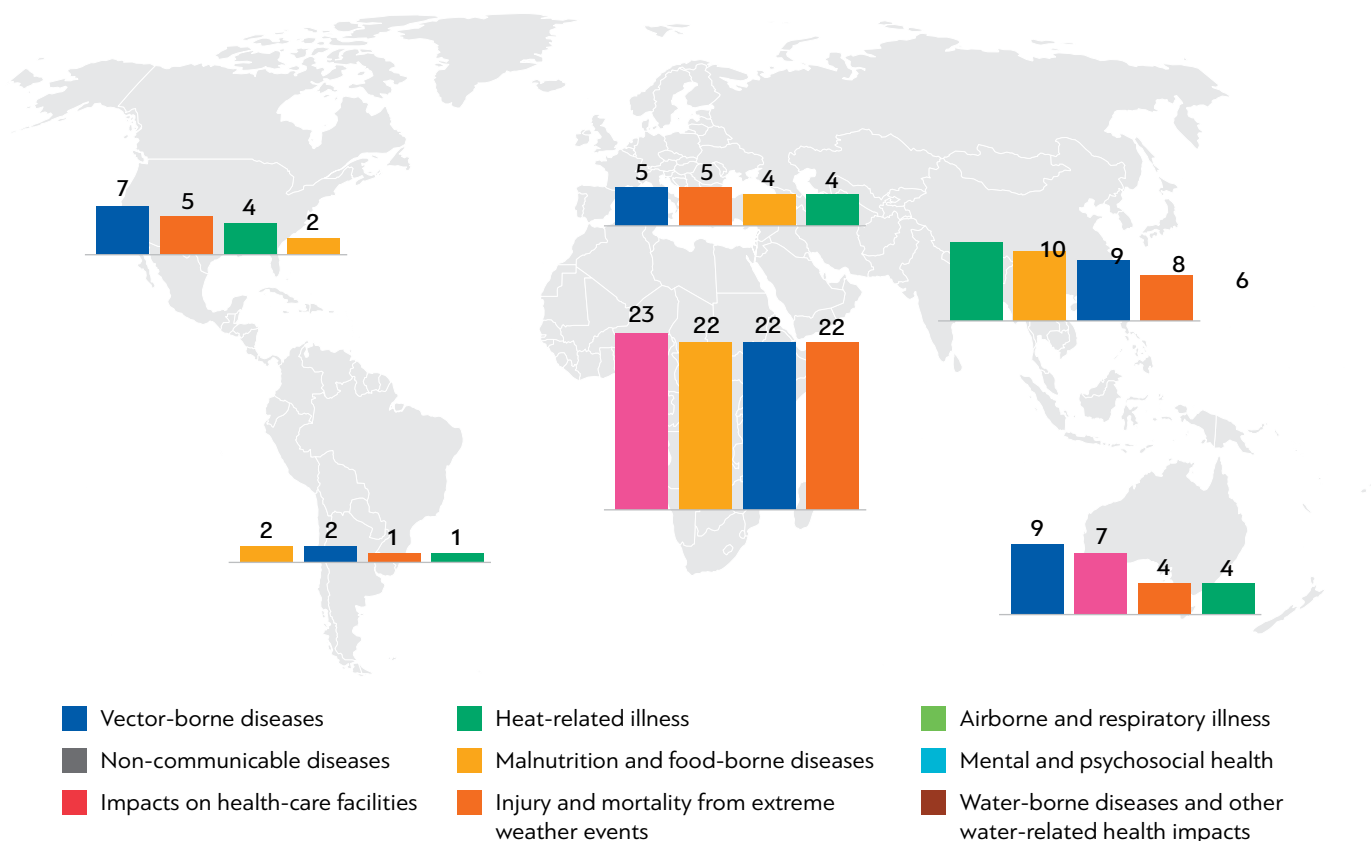 7
5
4
2
5
5
4
4
10
9
8
6
23
22
22
22
2
2
1
1
9
7
4
4
Vector-borne diseases
Non-communicable diseases
Impacts on health-care facilities
Heat-related illness
Malnutrition and food-borne diseases
Injury and mortality from extreme
weather events
Airborne and respiratory illness
Mental and psychosocial health
Water-borne diseases and other
water-related health impacts